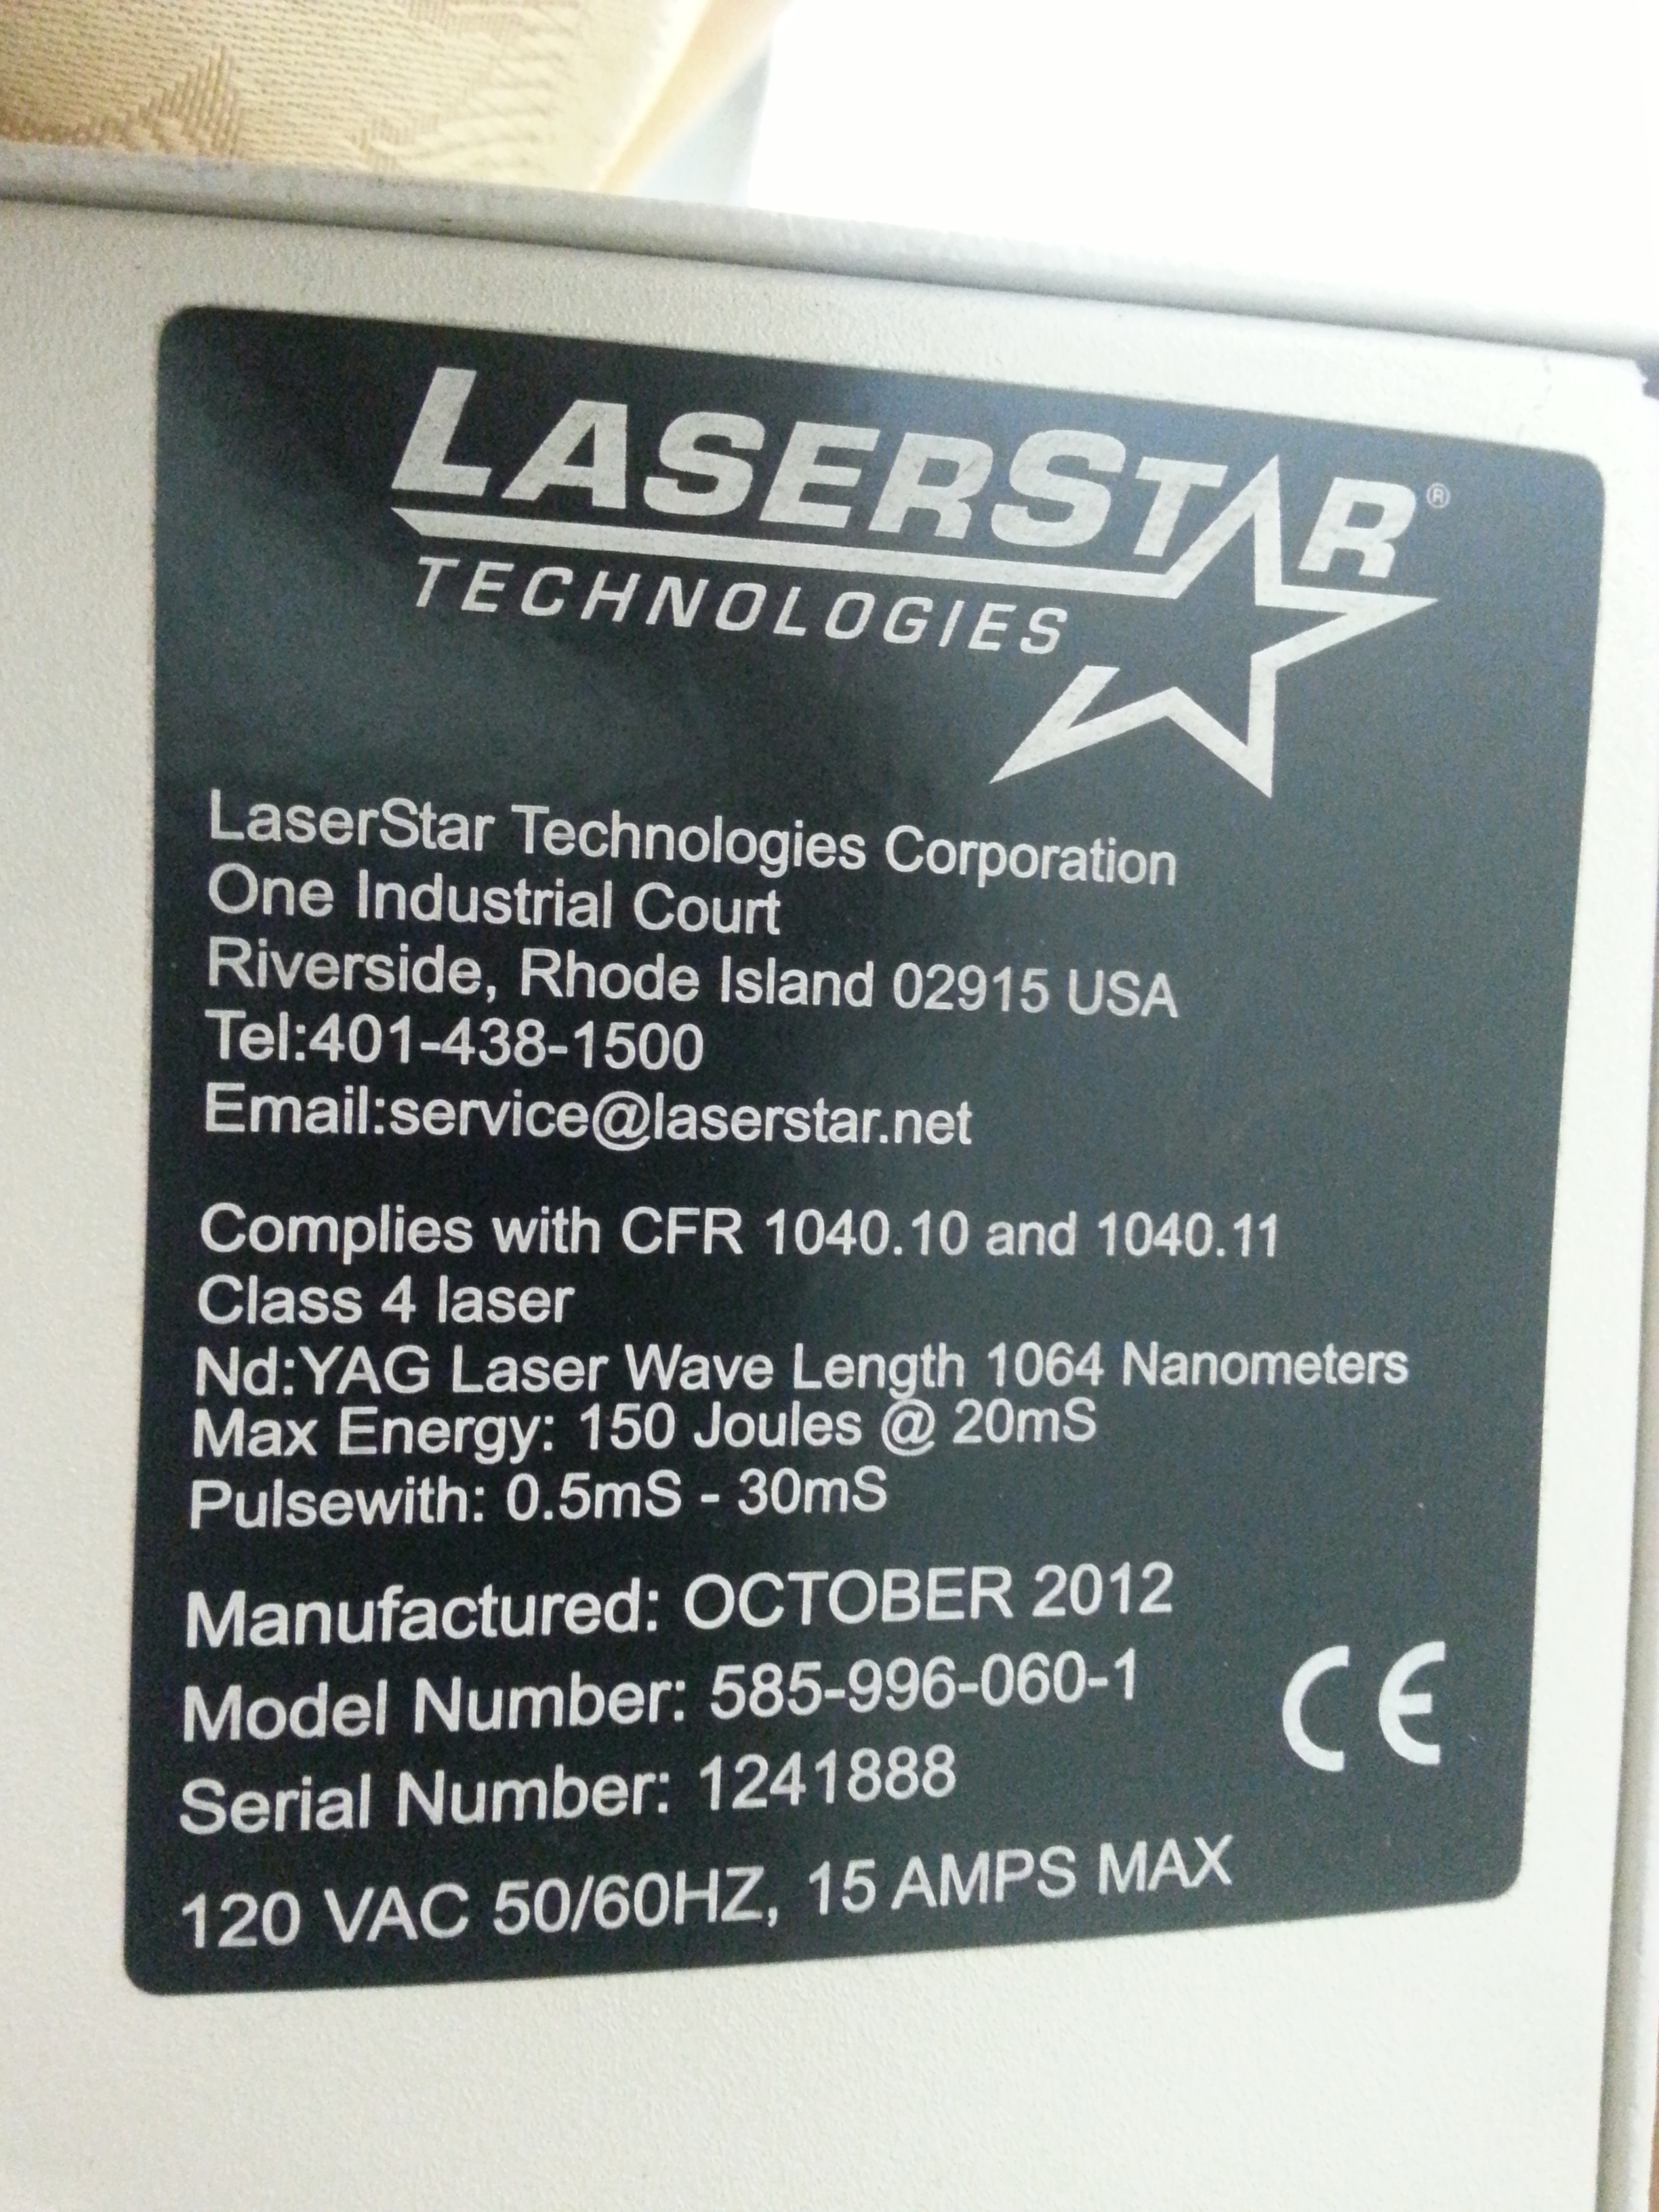 LASERSTAR®
TECHNOLOGIES
LaserStar Technologies Corporation
One Industrial Court
Riverside, Rhode Island 02915 USA
Tel:401-438-1500
Email:service@laserstar.net
Complies with CFR 1040.10 and 1040.11
Class 4 laser
Nd:YAG Laser Wave Length 1064 Nanometers
Max Energy: 150 Joules @ 20mS
Pulsewith: 0.5mS - 30mS
Manufactured: OCTOBER 2012
Model Number: 585-996-060-1
Serial Number: 1241888
CE
120 VAC 50/60HZ, 15 AMPS MAX